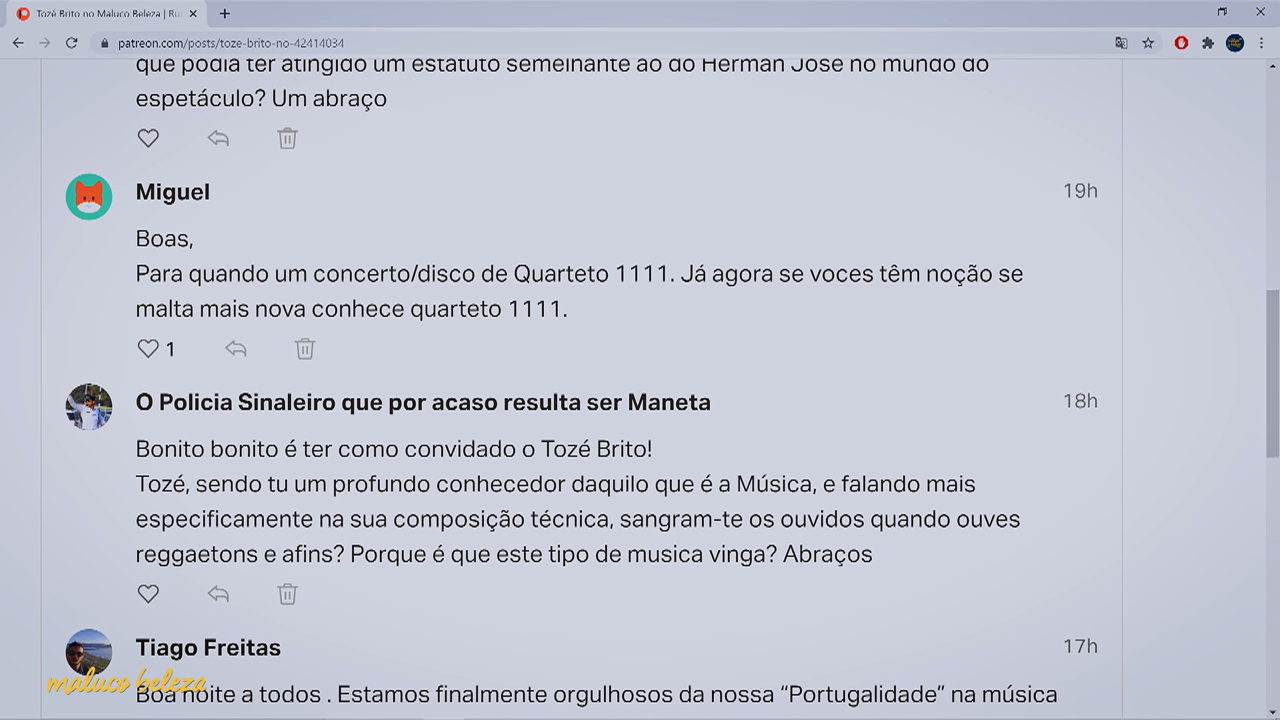 Tozé Brito no Maluco Beleza | Ru
patreon.com/posts/toze-brito-no-42414034
que podia ter atingido um estatuto semelhante ao do Herman José no mundo do
espetáculo? Um abraço
Miguel
19h
Boas,
Para quando um concerto/disco de Quarteto 1111. Já agora se voces têm noção se
malta mais nova conhece quarteto 1111.
1
O Policia Sinaleiro que por acaso resulta ser Maneta
18h
Bonito bonito é ter como convidado o Tozé Brito!
Tozé, sendo tu um profundo conhecedor daquilo que é a Música, e falando mais
especificamente na sua composição técnica, sangram-te os ouvidos quando ouves
reggaetons e afins? Porque é que este tipo de musica vinga? Abraços
Tiago Freitas
17h
maluco beleza
Boa noite a todos . Estamos finalmente orgulhosos da nossa “Portugalidade” na música